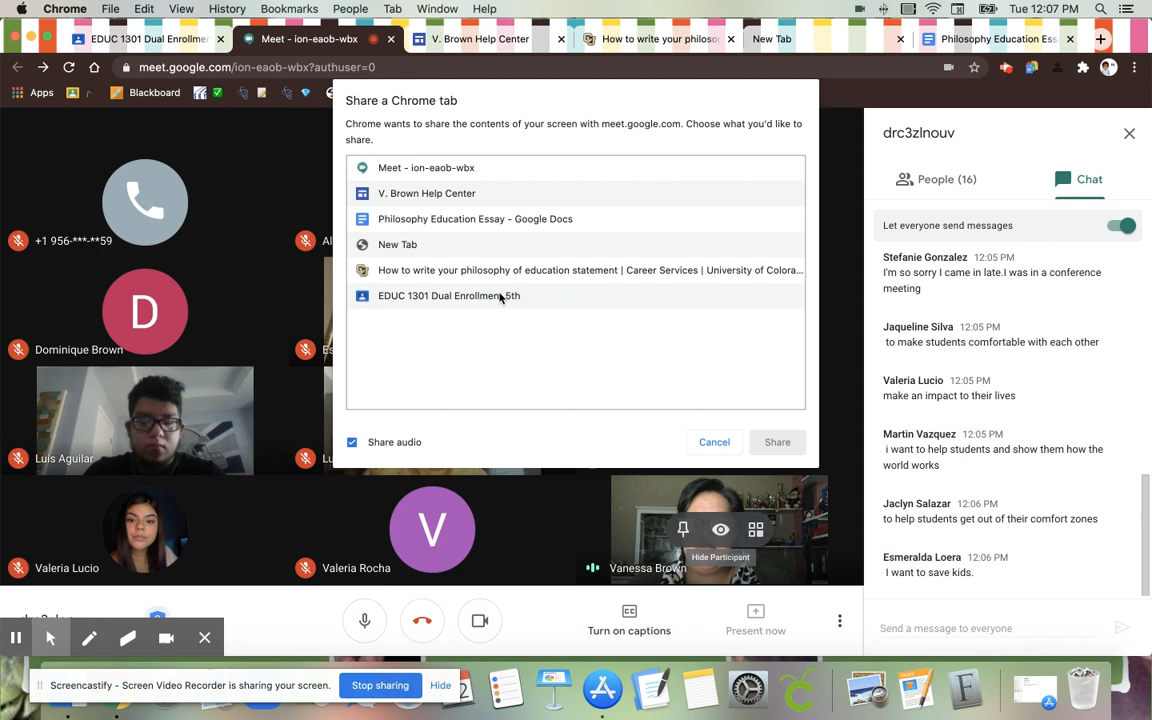 Chrome File Edit View History Bookmarks People Tab Window Help Tue 12:07 PM
EDUC 1301 Dual Enrollmer × Meet - ion-eaob-wbx × V. Brown Help Center × How to write your philoso × New Tab × Philosophy Education Ess ×
meet.google.com/ion-eaob-wbx?authuser=0
Apps Blackboard
Share a Chrome tab
Chrome wants to share the contents of your screen with meet.google.com. Choose what you'd like to
share.
Meet - ion-eaob-wbx
V. Brown Help Center
Philosophy Education Essay - Google Docs
New Tab
How to write your philosophy of education statement | Career Services | University of Colora...
EDUC 1301 Dual Enrollment 5th
Share audio
Cancel Share
+1 956-***-**59
Al
D
Dominique Brown
Es
Luis Aguilar
Lu
Valeria Lucio
V
Valeria Rocha
Hide Participant
Vanessa Brown
drc3zlnouv
People (16) Chat
Let everyone send messages
Stefanie Gonzalez 12:05 PM
I'm so sorry I came in late.I was in a conference
meeting
Jaqueline Silva 12:05 PM
to make students comfortable with each other
Valeria Lucio 12:05 PM
make an impact to their lives
Martin Vazquez 12:05 PM
i want to help students and show them how the
world works
Jaclyn Salazar 12:06 PM
to help students get out of their comfort zones
Esmeralda Loera 12:06 PM
I want to save kids.
Send a message to everyone
Turn on captions
Present now
Screencastify - Screen Video Recorder is sharing your screen. Stop sharing Hide